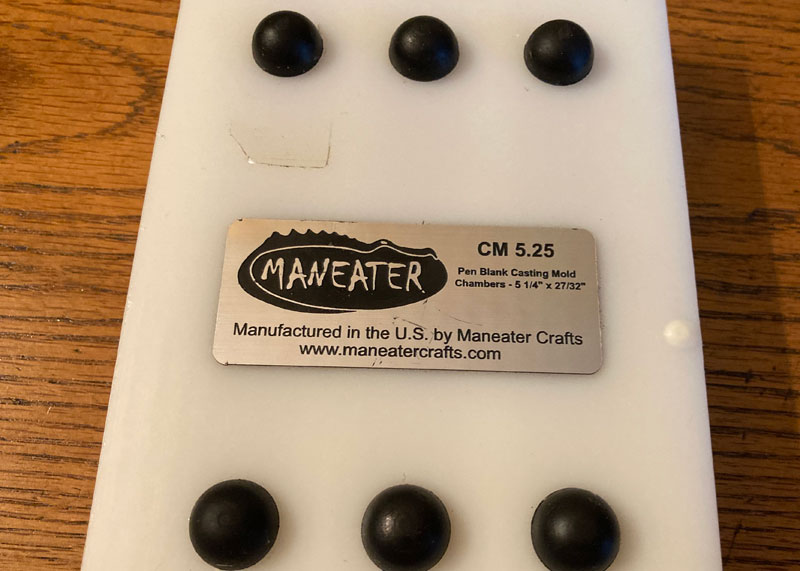 MANEATER
CM 5.25
Pen Blank Casting Mold
Chambers - 5 1/4" x 27/32"
Manufactured in the U.S. by Maneater Crafts
www.maneatercrafts.com